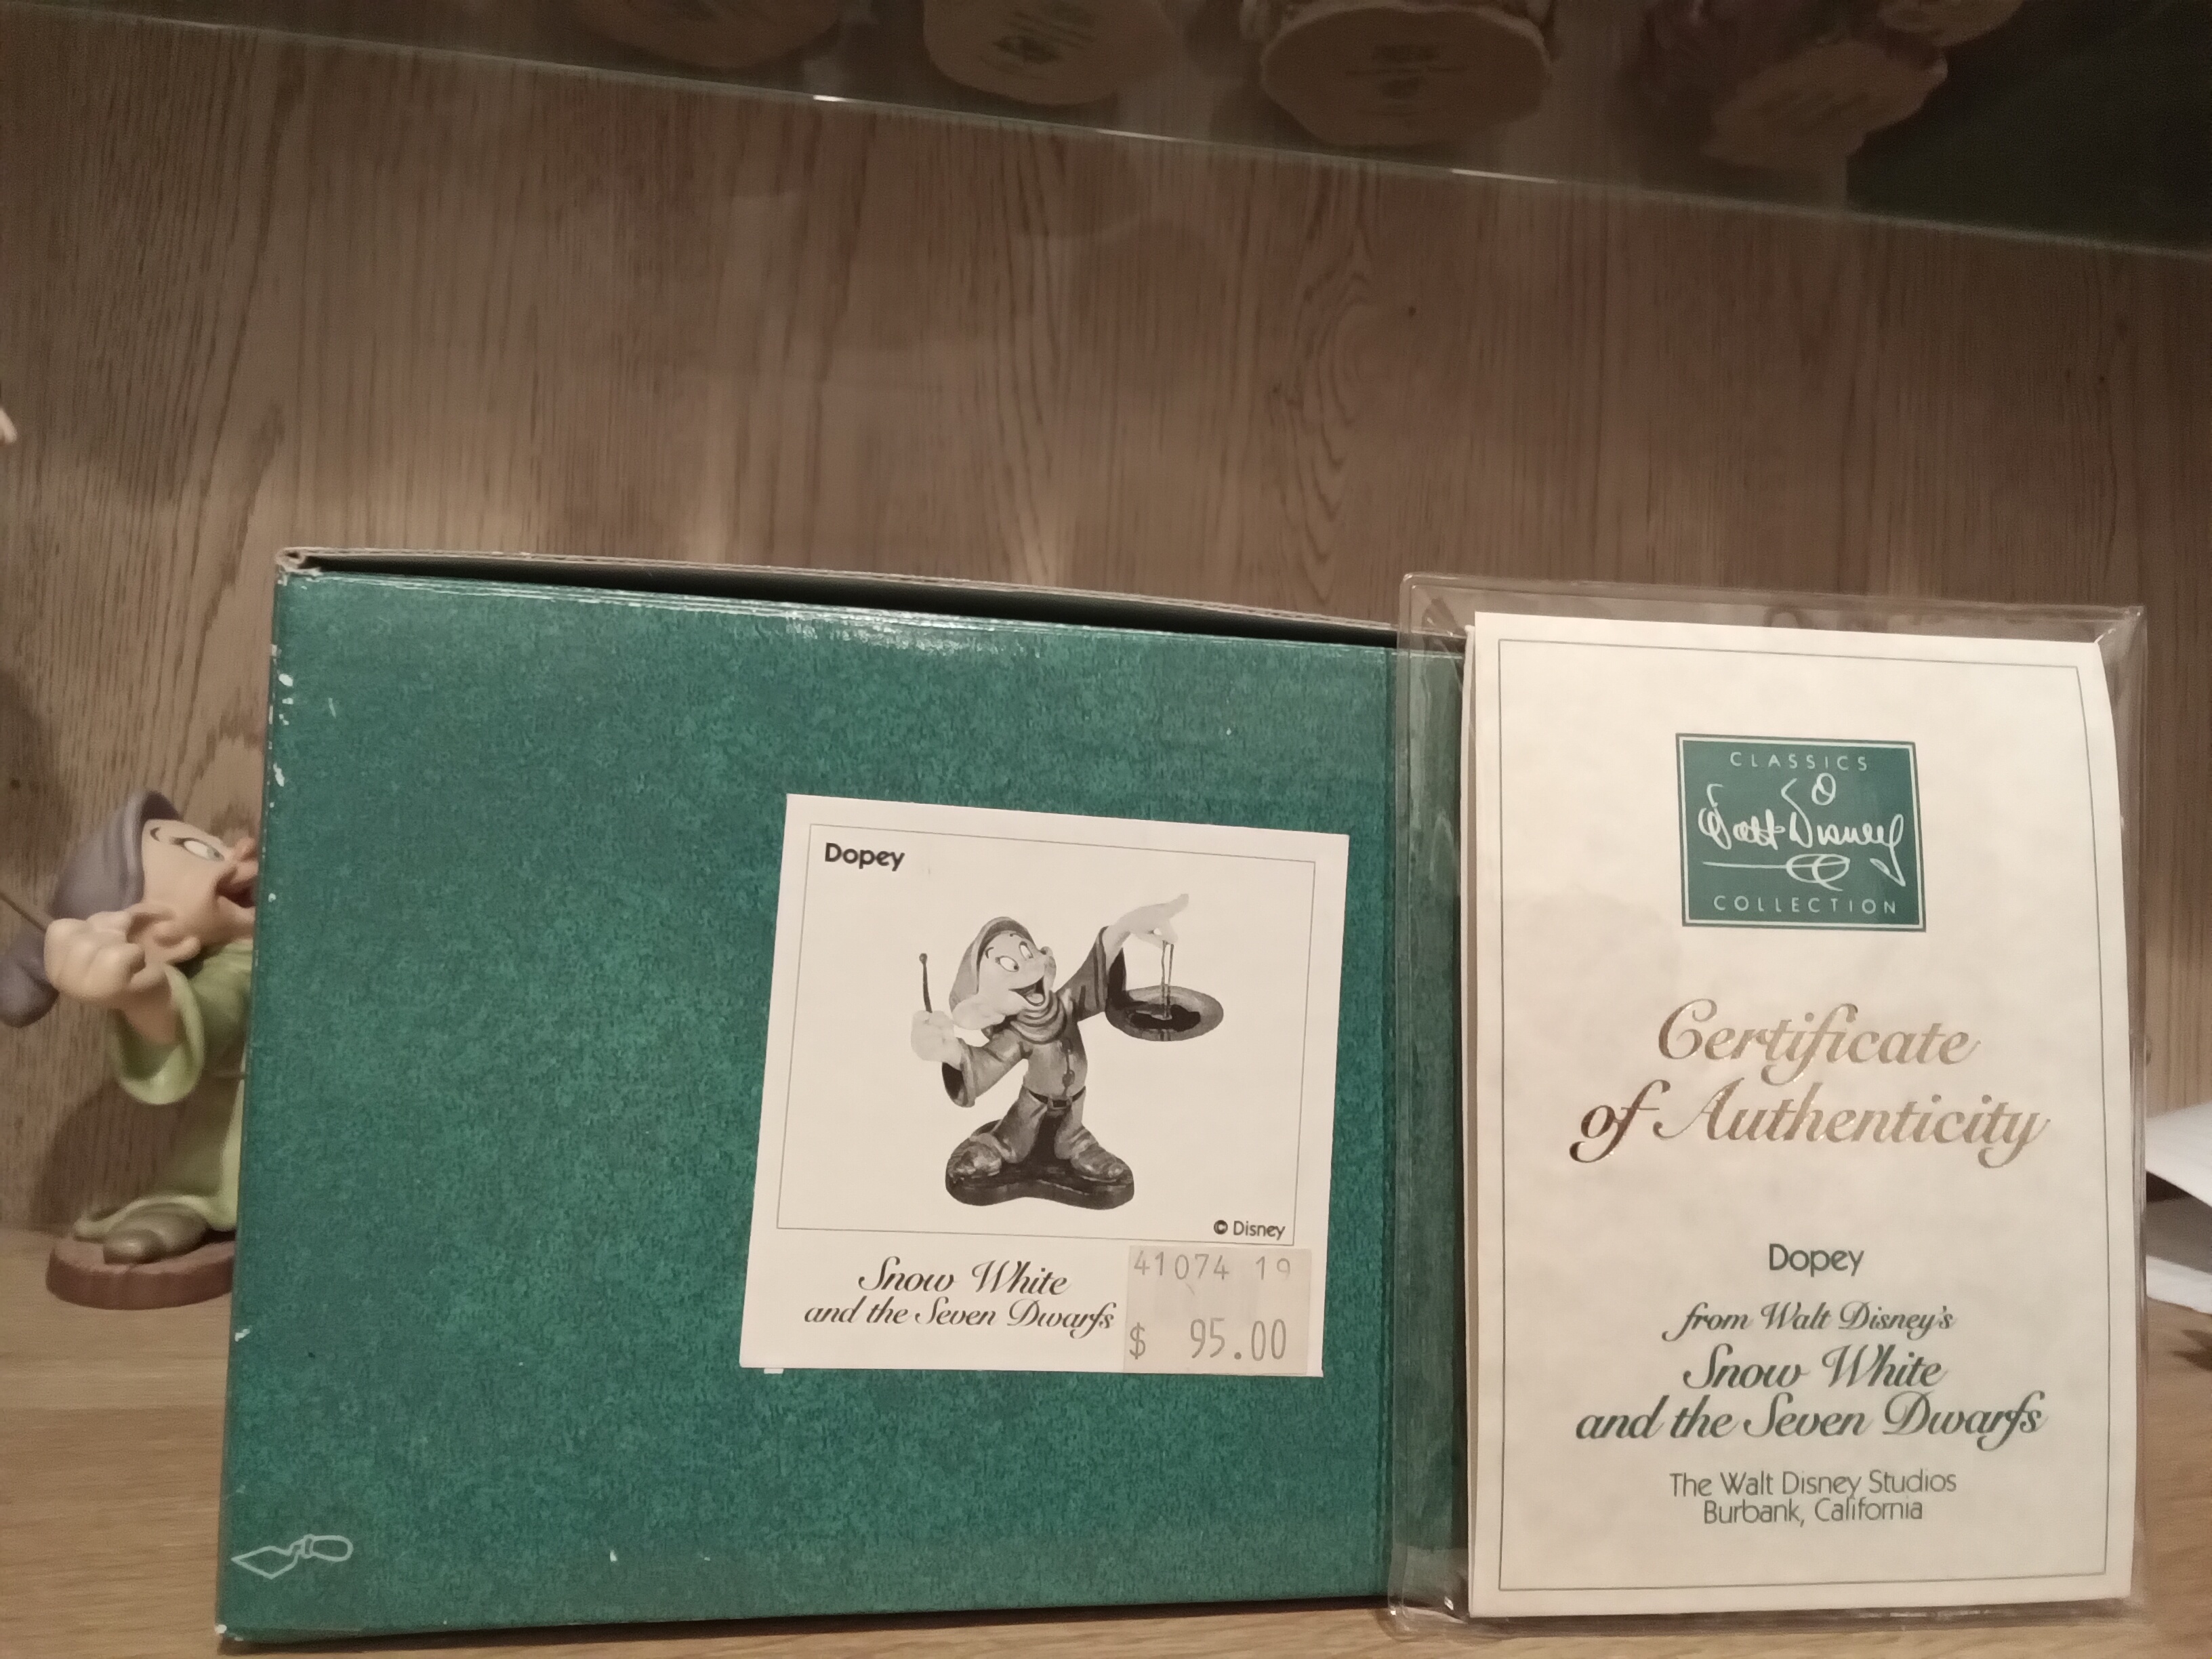 Dopey
© Disney
Snow White
and the Seven Dwarfs
41074 19
$ 95.00
CLASSICS
Walt Disney
COLLECTION
Certificate
of Authenticity
Dopey
from Walt Disney's
Snow White
and the Seven Dwarfs
The Walt Disney Studios
Burbank, California